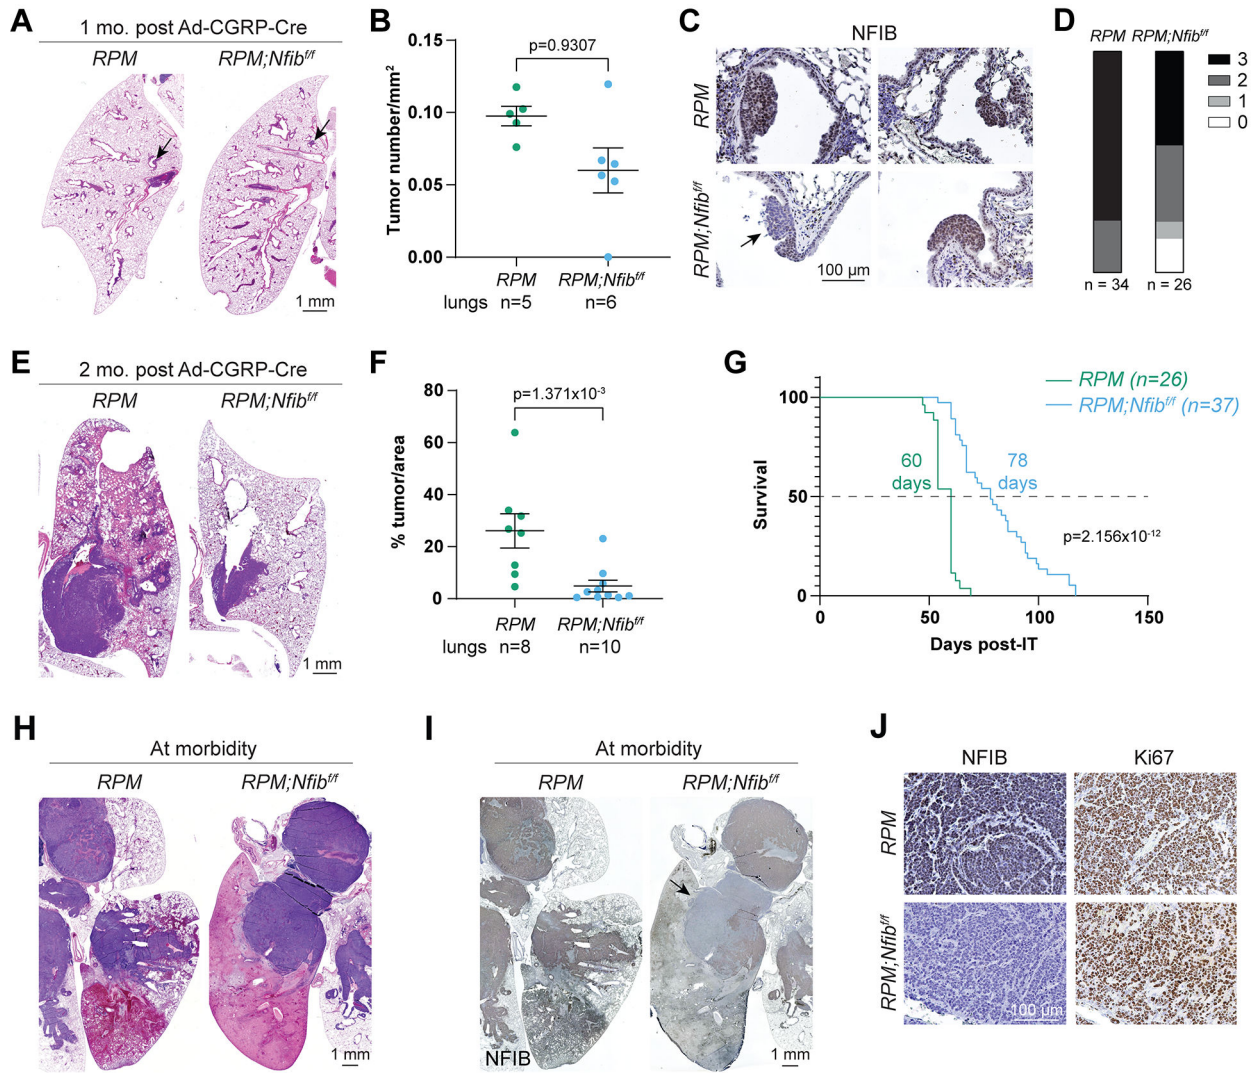 A
1 mo. post Ad-CGRP-Cre
RPM
RPM;Nfib^f/f
1 mm
B
p=0.9307
Tumor number/mm²
0.15
0.10
0.05
0.00
RPM
RPM;Nfib^f/f
lungs n=5 n=6
C
NFIB
RPM
RPM;Nfib^f/f
100 µm
D
RPM RPM;Nfib^f/f
3
2
1
0
n = 34 n = 26
E
2 mo. post Ad-CGRP-Cre
RPM
RPM;Nfib^f/f
1 mm
F
p=1.371x10⁻³
% tumor/area
80
60
40
20
0
RPM
RPM;Nfib^f/f
lungs n=8 n=10
G
RPM (n=26)
RPM;Nfib^f/f (n=37)
Survival
100
50
0
60
days
78
days
p=2.156x10⁻¹²
0 50 100 150
Days post-IT
H
At morbidity
RPM
RPM;Nfib^f/f
1 mm
I
At morbidity
RPM
RPM;Nfib^f/f
NFIB
1 mm
J
NFIB
Ki67
RPM
RPM;Nfib^f/f
100 µm